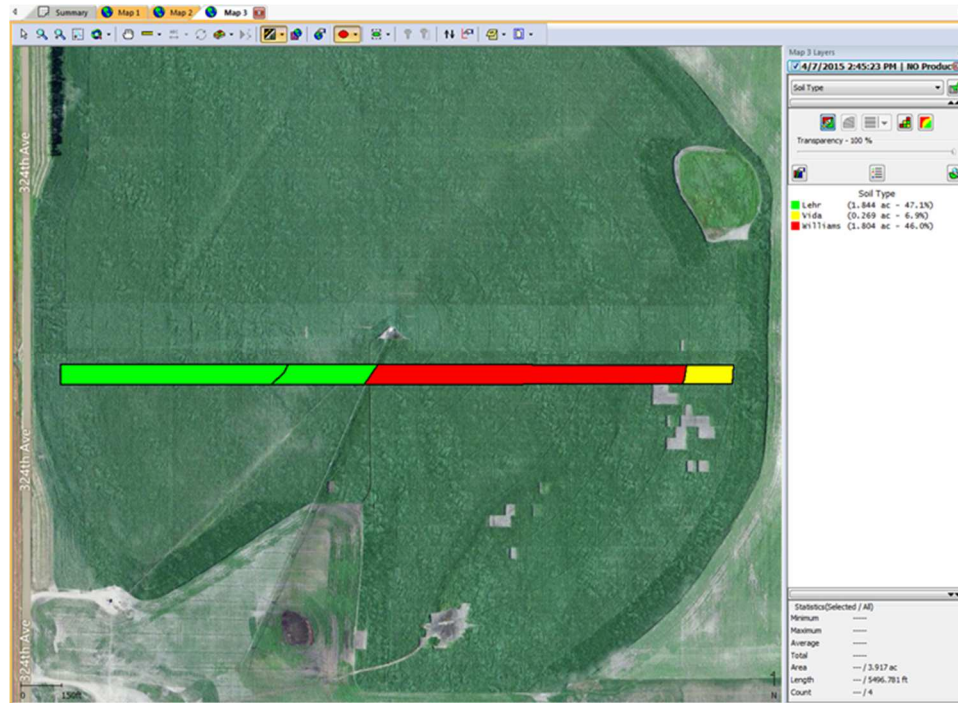 Summary Map 1 Map 2 Map 3
Map 3 Layers
4/7/2015 2:45:23 PM | NO Produc
Soil Type
Transparency - 100 %
Soil Type
Lehr (1.844 ac - 47.1%)
Vida (0.269 ac - 6.9%)
Williams (1.804 ac - 46.0%)
324th Ave
324th Ave
324th Ave
0 150ft
N
Statistics(Selected / All)
Minimum -----
Maximum -----
Average -----
Total -----
Area --- / 3.917 ac
Length --- / 5496.781 ft
Count --- / 4